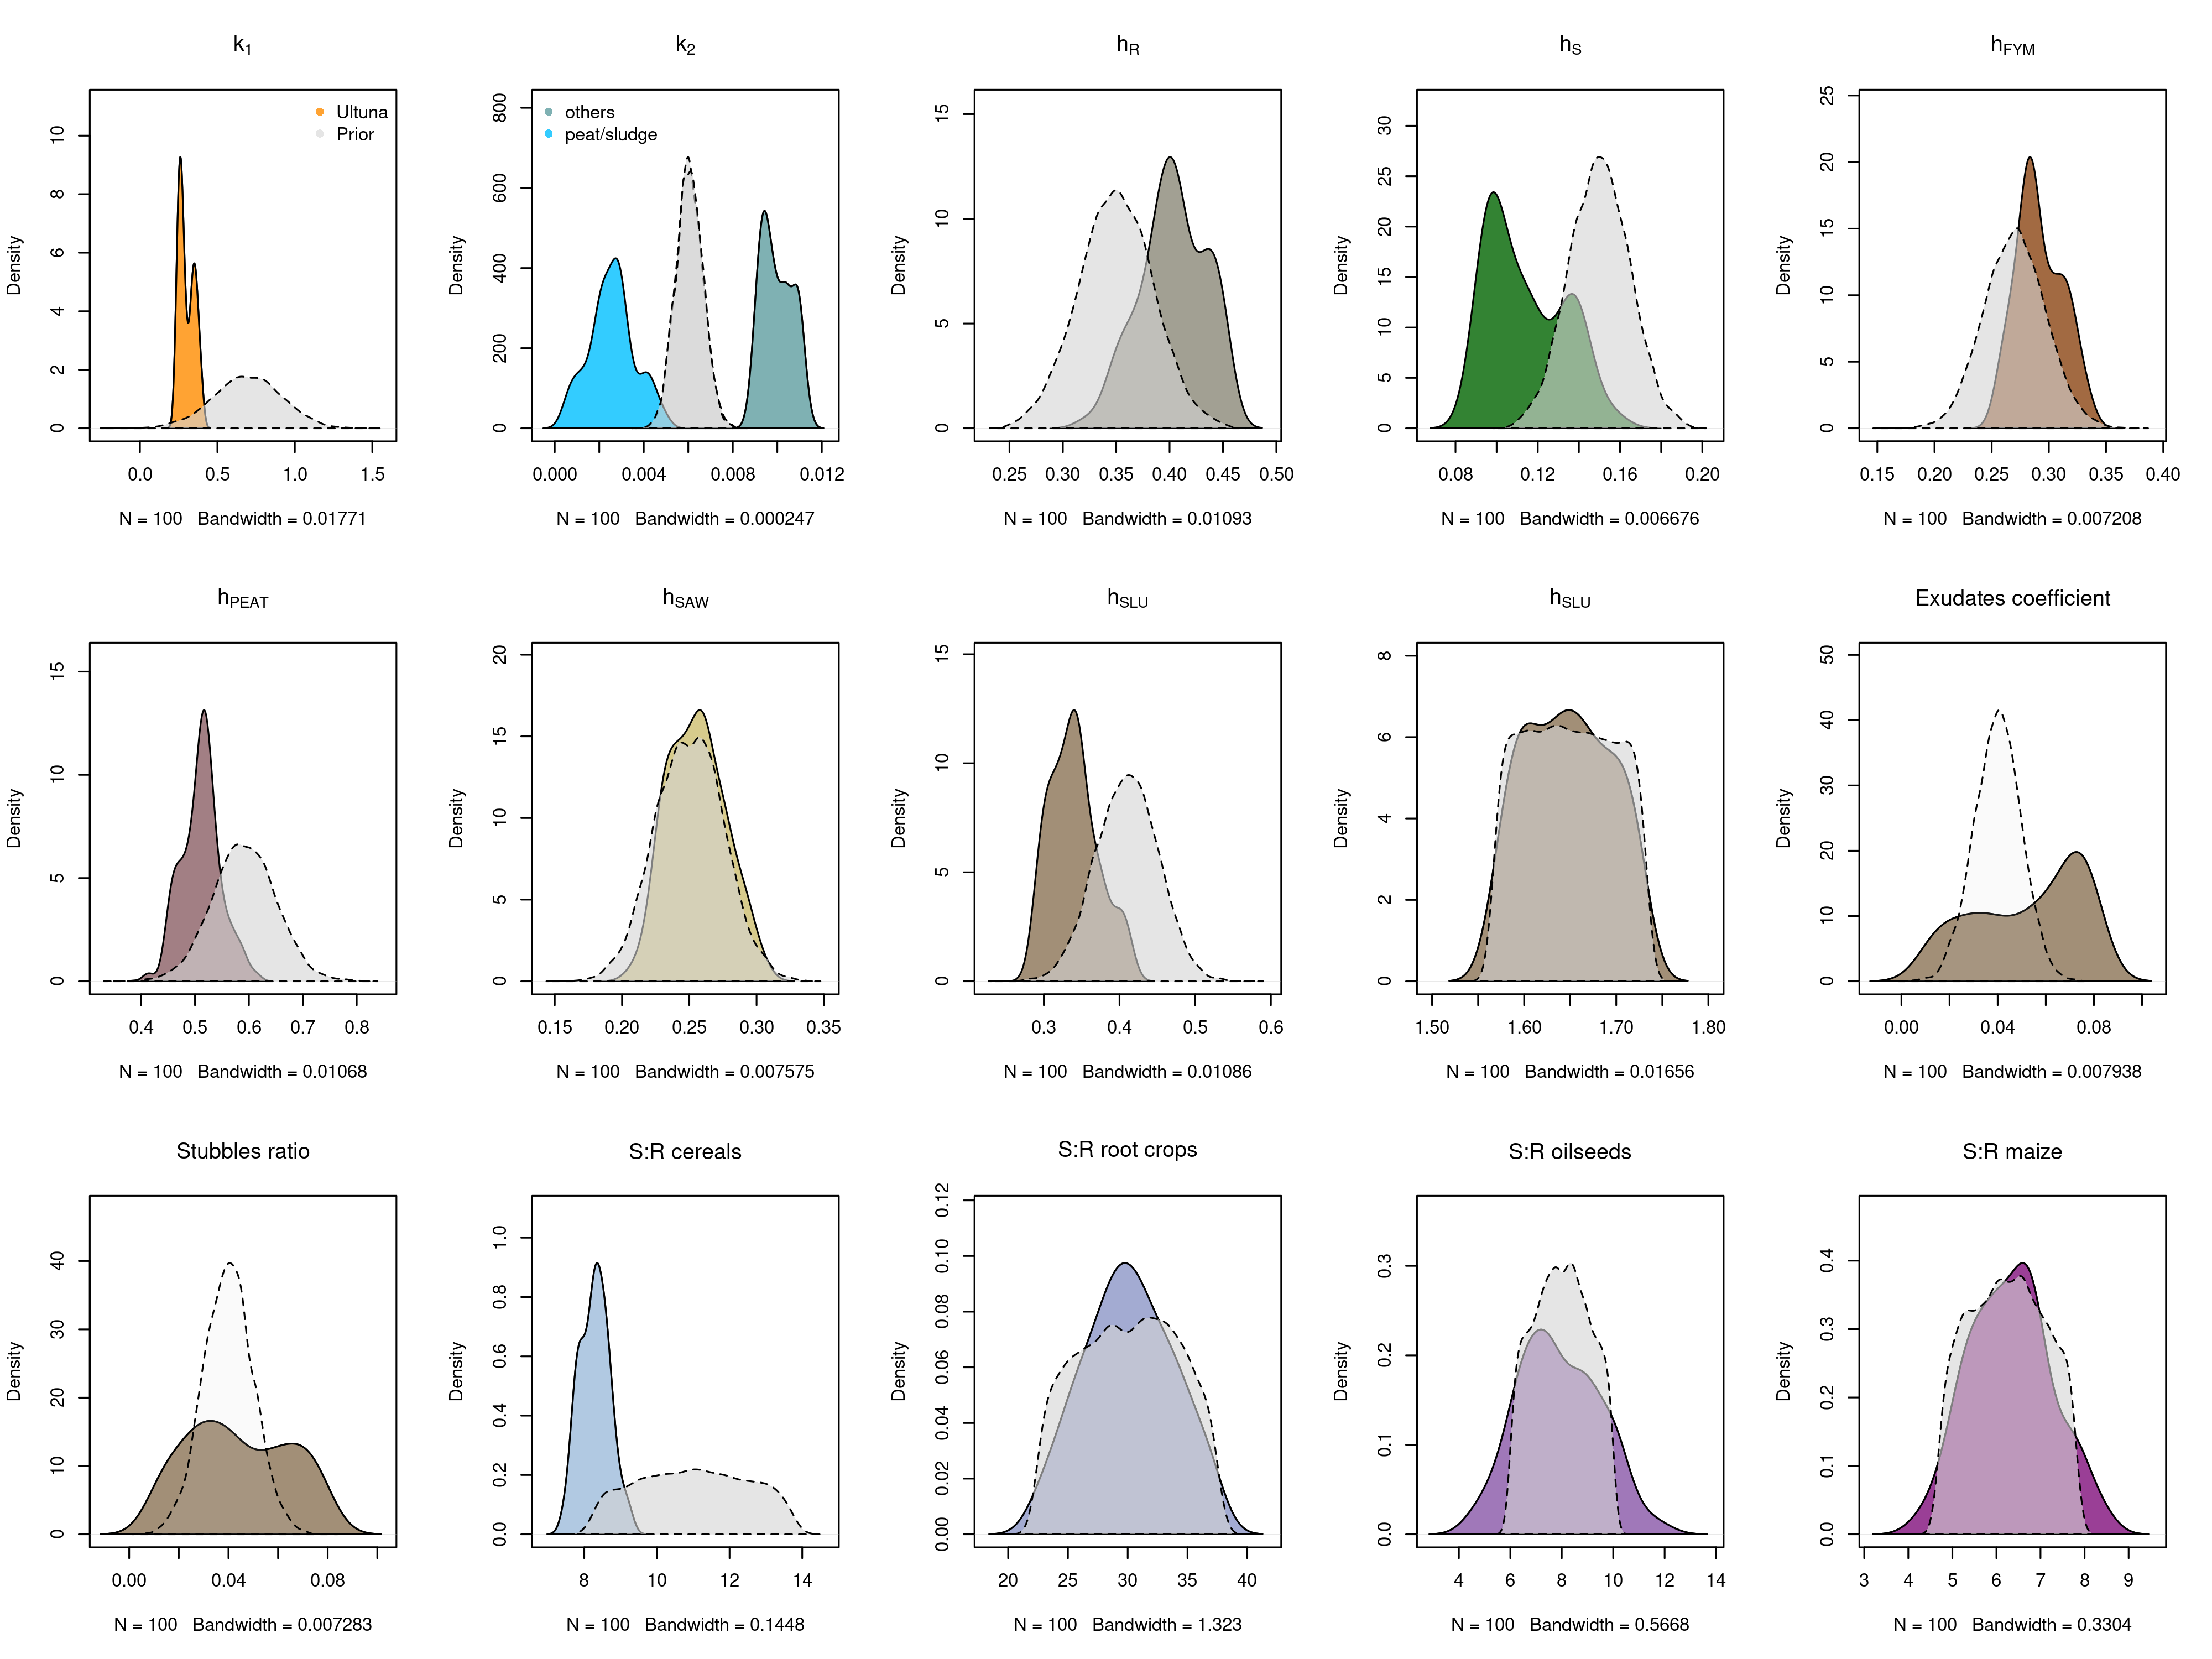 k1
k2
hR
hS
hFYM
Density
0 2 4 6 8 10
Ultuna
Prior
0.0 0.5 1.0 1.5
N = 100 Bandwidth = 0.01771
Density
0 200 400 600 800
others
peat/sludge
0.000 0.004 0.008 0.012
N = 100 Bandwidth = 0.000247
Density
0 5 10 15
0.25 0.30 0.35 0.40 0.45 0.50
N = 100 Bandwidth = 0.01093
Density
0 5 10 15 20 25 30
0.08 0.12 0.16 0.20
N = 100 Bandwidth = 0.006676
Density
0 5 10 15 20 25
0.15 0.20 0.25 0.30 0.35 0.40
N = 100 Bandwidth = 0.007208
hPEAT
hSAW
hSLU
hSLU
Exudates coefficient
Density
0 5 10 15
0.4 0.5 0.6 0.7 0.8
N = 100 Bandwidth = 0.01068
Density
0 5 10 15 20
0.15 0.20 0.25 0.30 0.35
N = 100 Bandwidth = 0.007575
Density
0 5 10 15
0.3 0.4 0.5 0.6
N = 100 Bandwidth = 0.01086
Density
0 2 4 6 8
1.50 1.60 1.70 1.80
N = 100 Bandwidth = 0.01656
Density
0 10 20 30 40 50
0.00 0.04 0.08
N = 100 Bandwidth = 0.007938
Stubbles ratio
S:R cereals
S:R root crops
S:R oilseeds
S:R maize
Density
0 10 20 30 40
0.00 0.04 0.08
N = 100 Bandwidth = 0.007283
Density
0.0 0.2 0.4 0.6 0.8 1.0
8 10 12 14
N = 100 Bandwidth = 0.1448
Density
0.00 0.02 0.04 0.06 0.08 0.10 0.12
20 25 30 35 40
N = 100 Bandwidth = 1.323
Density
0.0 0.1 0.2 0.3
4 6 8 10 12 14
N = 100 Bandwidth = 0.5668
Density
0.0 0.1 0.2 0.3 0.4
3 4 5 6 7 8 9
N = 100 Bandwidth = 0.3304